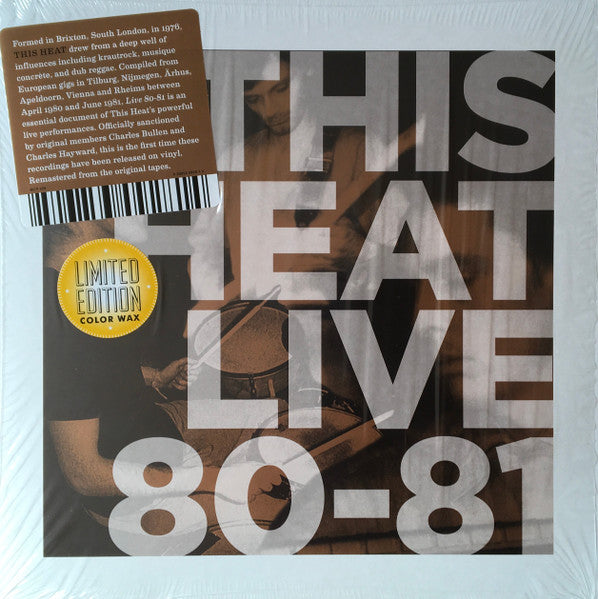 Formed in Brixton, South London, in 1976,
THIS HEAT drew from a deep well of
influences including krautrock, musique
concrète, and dub reggae. Compiled from
European gigs in Tilburg, Nijmegen, Århus,
Apeldoorn, Vienna and Rheims between
April 1980 and June 1981, Live 80-81 is an
essential document of This Heat's powerful
live performances. Officially sanctioned
by original members Charles Bullen and
Charles Hayward, this is the first time these
recordings have been released on vinyl.
Remastered from the original tapes.
LIMITED
EDITION
COLOR WAX
THIS
HEAT
LIVE
80-81